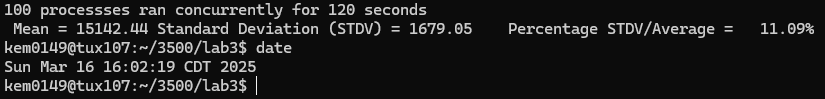 100 processses ran concurrently for 120 seconds
Mean = 15142.44 Standard Deviation (STDV) = 1679.05    Percentage STDV/Average =   11.09%
kem0149@tux107:~/3500/lab3$ date
Sun Mar 16 16:02:19 CDT 2025
kem0149@tux107:~/3500/lab3$